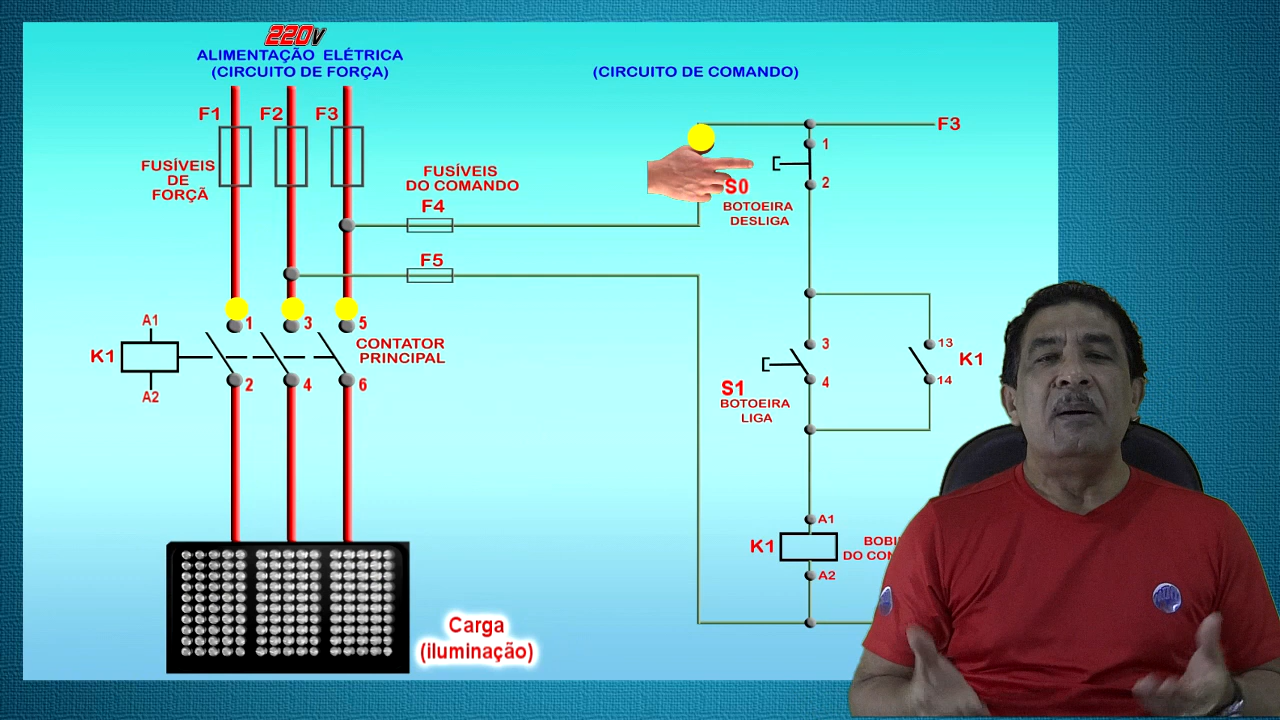 220v
ALIMENTAÇÃO ELÉTRICA
(CIRCUITO DE FORÇA)
(CIRCUITO DE COMANDO)
F1
F2
F3
F3
FUSÍVEIS
DE
FORÇÃ
FUSÍVEIS
DO COMANDO
F4
F5
1
2
S0
BOTOEIRA
DESLIGA
1
3
5
A1
K1
A2
CONTATOR
PRINCIPAL
2
4
6
3
4
S1
BOTOEIRA
LIGA
13
K1
14
A1
K1
A2
DO
Carga
(iluminação)